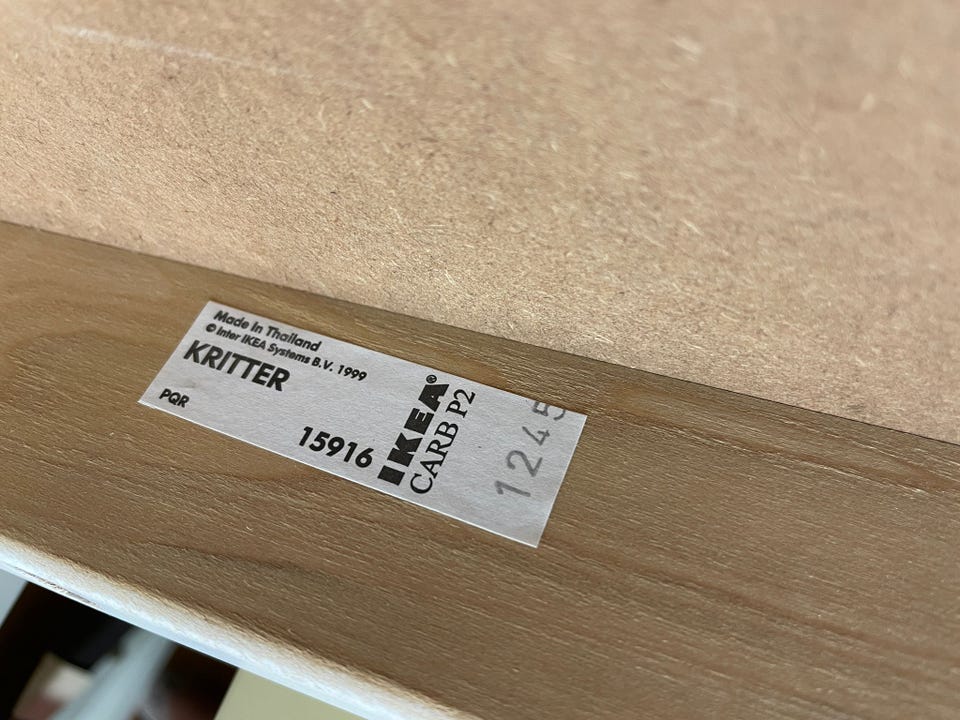 Made in Thailand
© Inter IKEA Systems B.V. 1999
KRITTER
PQR
15916
IKEA®
CARB P2
1245